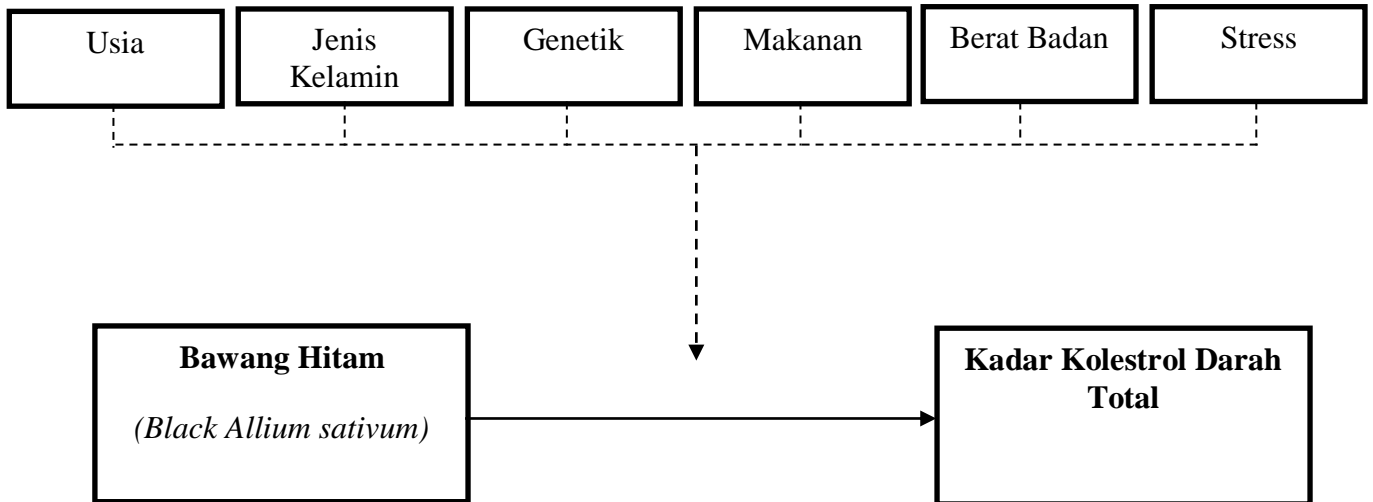 Usia
Jenis
Kelamin
Genetik
Makanan
Berat Badan
Stress
Bawang Hitam
(Black Allium sativum)
Kadar Kolestrol Darah
Total